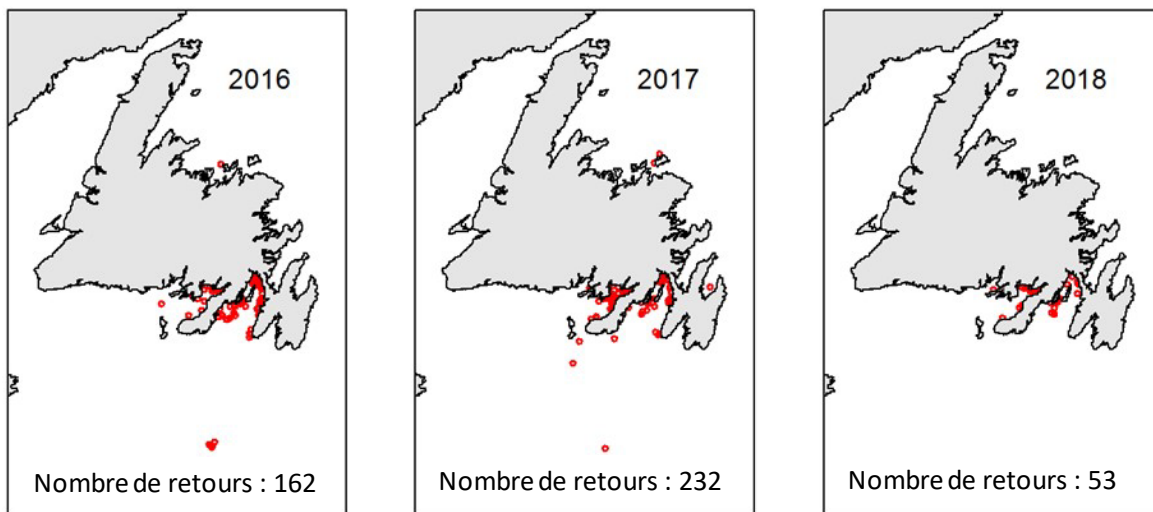 2016
Nombre de retours : 162
2017
Nombre de retours : 232
2018
Nombre de retours : 53